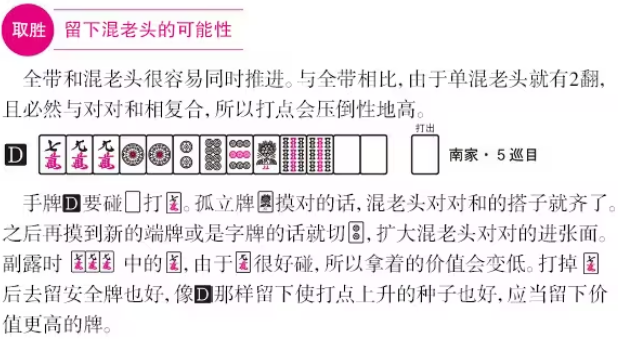 取胜 留下混老头的可能性
全带和混老头很容易同时推进。与全带相比,由于单混老头就有2翻,
且必然与对对和相复合,所以打点会压倒性地高。
打出
D 南家・5巡目
手牌D要碰打。孤立牌摸对的话,混老头对对和的搭子就齐了。
之后再摸到新的端牌或是字牌的话就切,扩大混老头对对的进张面。
副露时 中的,由于很好碰,所以拿着的价值会变低。打掉
后去留安全牌也好,像D那样留下使打点上升的种子也好,应当留下价
值更高的牌。